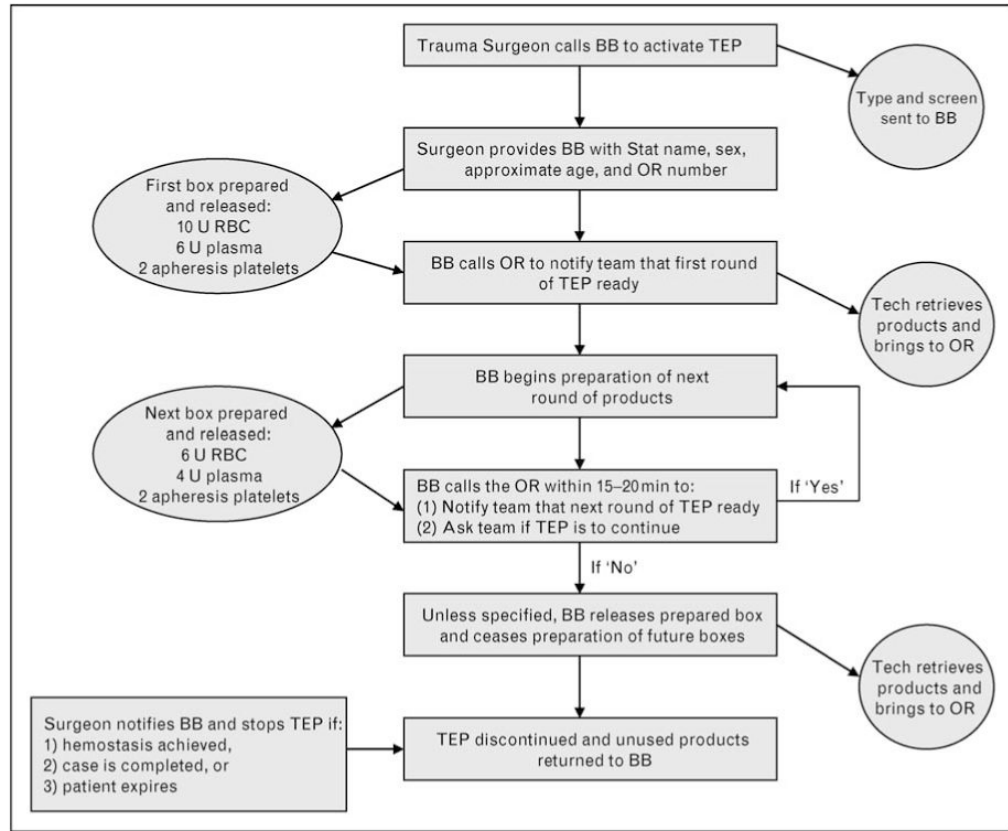 Trauma Surgeon calls BB to activate TEP
Type and screen
sent to BB
Surgeon provides BB with Stat name, sex,
approximate age, and OR number
First box prepared
and released:
10 U RBC
6 U plasma
2 apheresis platelets
BB calls OR to notify team that first round
of TEP ready
Tech retrieves
products and
brings to OR
BB begins preparation of next
round of products
Next box prepared
and released:
6 U RBC
4 U plasma
2 apheresis platelets
BB calls the OR within 15–20 min to:
(1) Notify team that next round of TEP ready
(2) Ask team if TEP is to continue
If 'Yes'
If 'No'
Unless specified, BB releases prepared box
and ceases preparation of future boxes
Tech retrieves
products and
brings to OR
Surgeon notifies BB and stops TEP if:
1) hemostasis achieved,
2) case is completed, or
3) patient expires
TEP discontinued and unused products
returned to BB